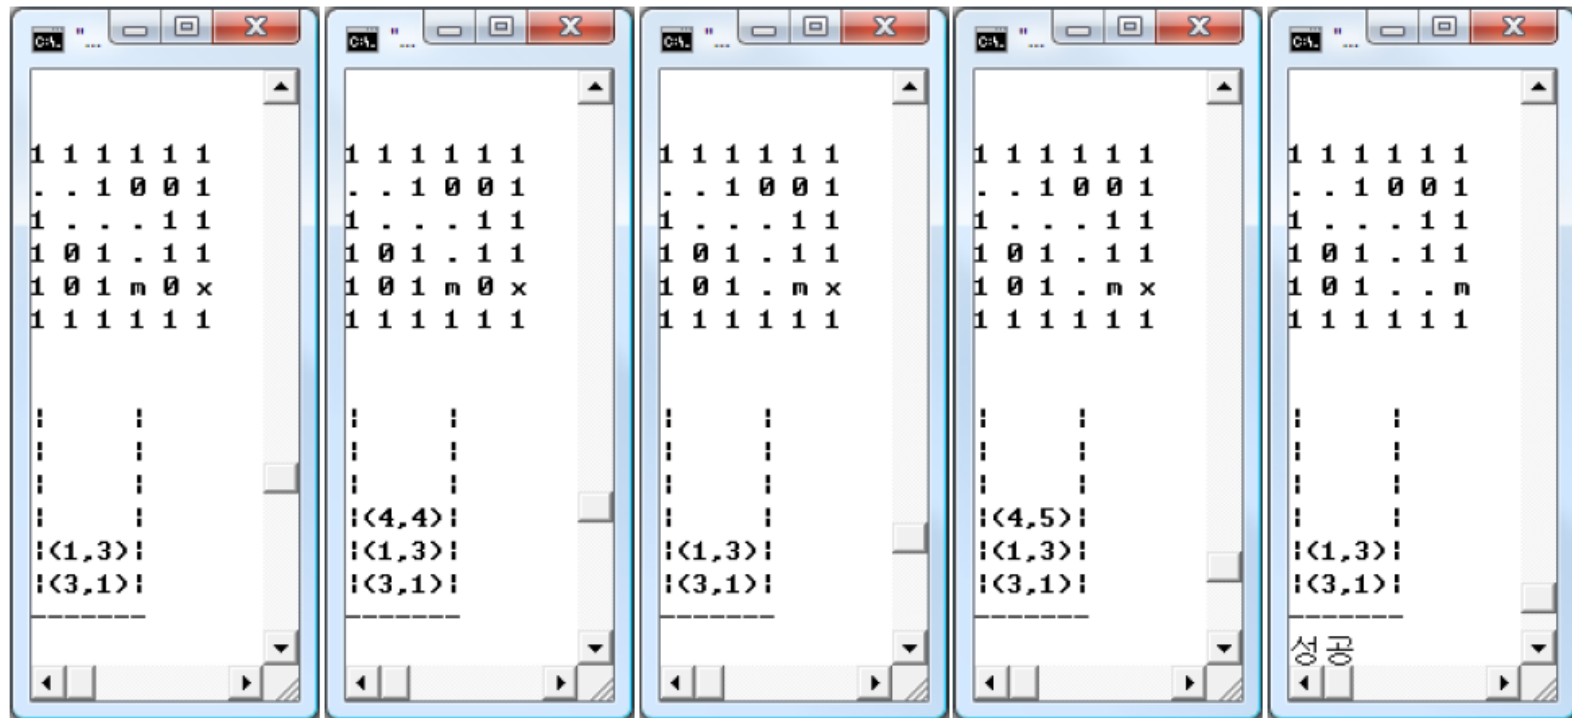 "...
1 1 1 1 1 1
. . 1 0 0 1
1 . . . 1 1
1 0 1 . 1 1
1 0 1 m 0 x
1 1 1 1 1 1
¦ ¦
¦ ¦
¦ ¦
¦ ¦
¦(1,3)¦
¦(3,1)¦
-------
"...
1 1 1 1 1 1
. . 1 0 0 1
1 . . . 1 1
1 0 1 . 1 1
1 0 1 m 0 x
1 1 1 1 1 1
¦ ¦
¦ ¦
¦ ¦
¦(4,4)¦
¦(1,3)¦
¦(3,1)¦
-------
"...
1 1 1 1 1 1
. . 1 0 0 1
1 . . . 1 1
1 0 1 . 1 1
1 0 1 . m x
1 1 1 1 1 1
¦ ¦
¦ ¦
¦ ¦
¦ ¦
¦(1,3)¦
¦(3,1)¦
-------
"...
1 1 1 1 1 1
. . 1 0 0 1
1 . . . 1 1
1 0 1 . 1 1
1 0 1 . m x
1 1 1 1 1 1
¦ ¦
¦ ¦
¦ ¦
¦(4,5)¦
¦(1,3)¦
¦(3,1)¦
-------
"...
1 1 1 1 1 1
. . 1 0 0 1
1 . . . 1 1
1 0 1 . 1 1
1 0 1 . . m
1 1 1 1 1 1
¦ ¦
¦ ¦
¦ ¦
¦ ¦
¦(1,3)¦
¦(3,1)¦
-------
성공